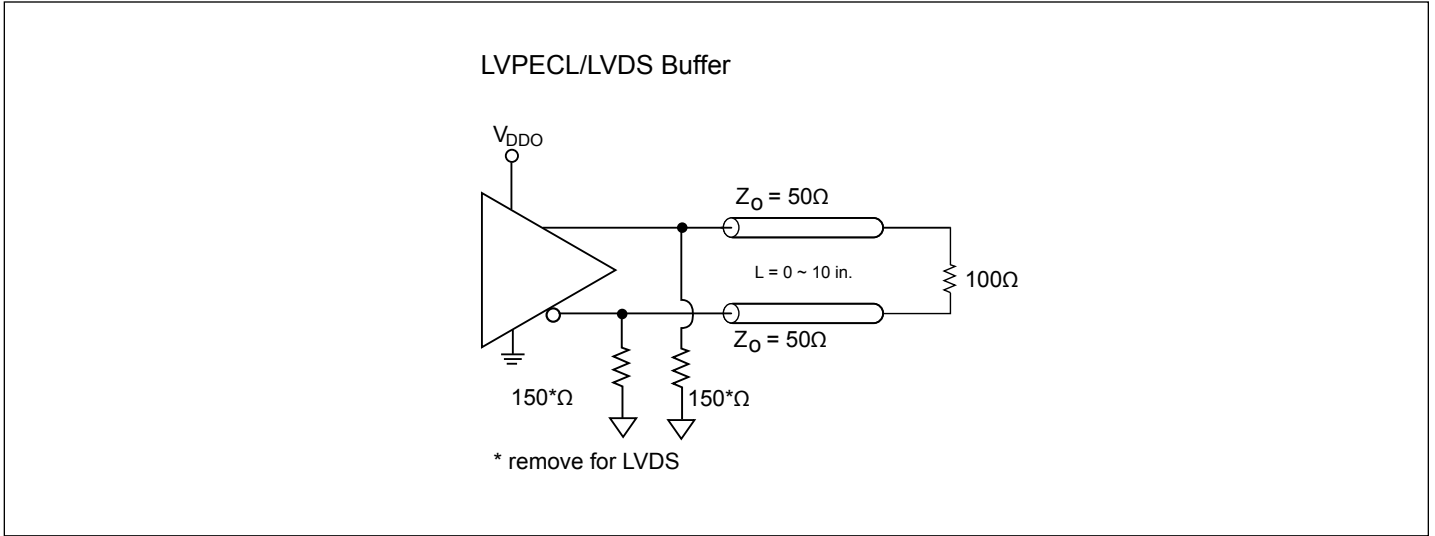 LVPECL/LVDS Buffer
VDDO
ZO = 50Ω
L = 0 ~ 10 in.
100Ω
ZO = 50Ω
150*Ω
150*Ω
* remove for LVDS